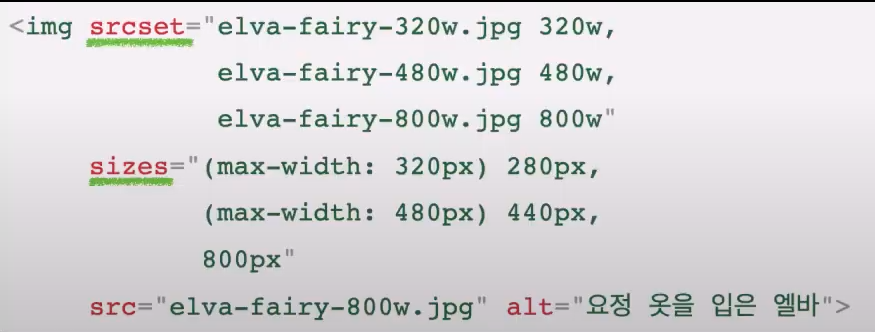 <img srcset="elva-fairy-320w.jpg 320w,
elva-fairy-480w.jpg 480w,
elva-fairy-800w.jpg 800w"
sizes="(max-width: 320px) 280px,
(max-width: 480px) 440px,
800px"
src="elva-fairy-800w.jpg" alt="요정 옷을 입은 엘바">